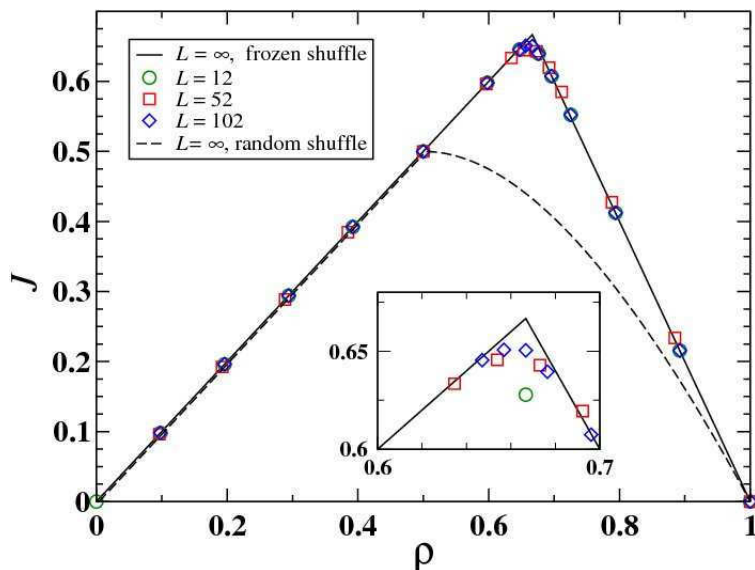 L = ∞, frozen shuffle
L = 12
L = 52
L = 102
L= ∞, random shuffle
J
0.6
0.5
0.4
0.3
0.2
0.1
0
0.65
0.6
0.6 0.7
0 0.2 0.4 0.6 0.8 1
ρ